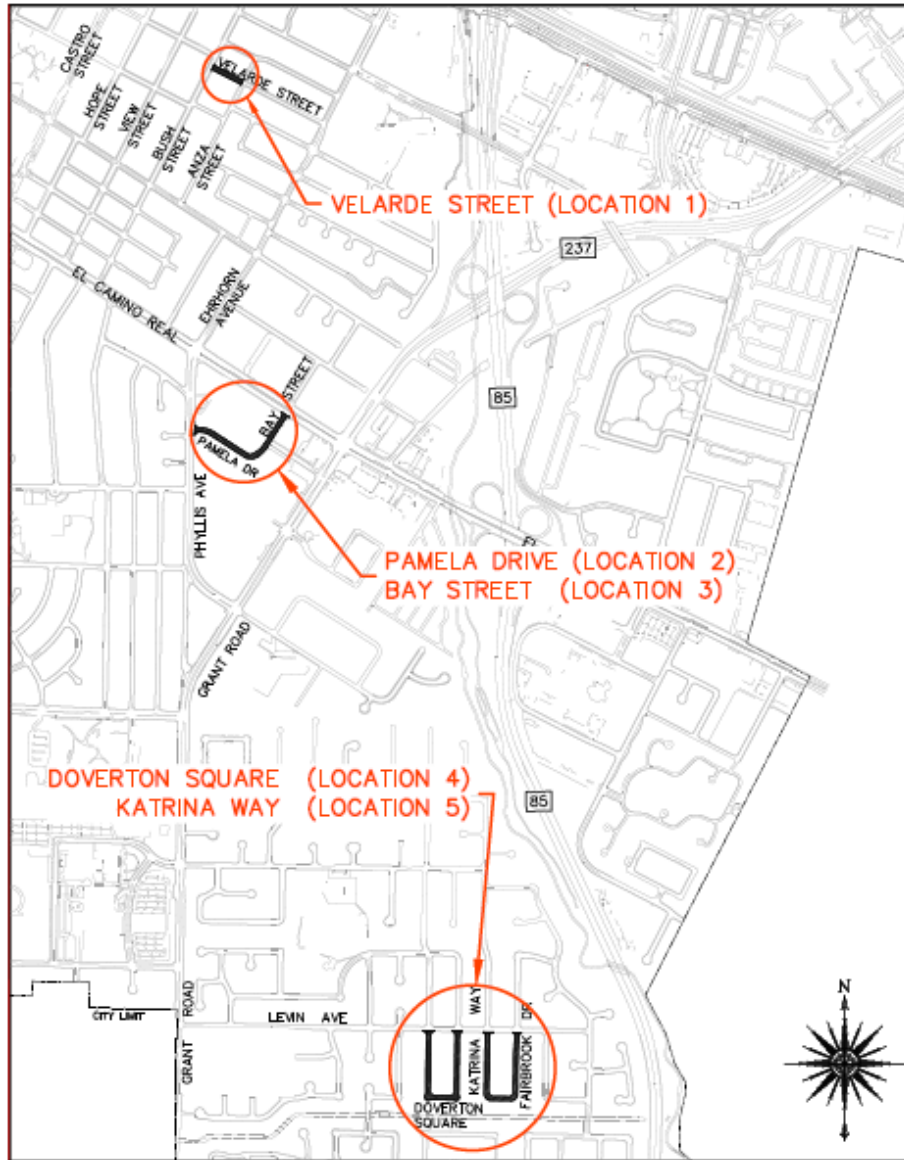 CASTRO
STREET
HOPE
STREET
VIEW
STREET
BUSH
STREET
ANZA
STREET
VELARDE STREET
VELARDE STREET (LOCATION 1)
237
EL CAMINO REAL
EHRHORN
AVENUE
BAY STREET
85
PAMELA DR
PHYLLIS AVE
PAMELA DRIVE (LOCATION 2)
BAY STREET (LOCATION 3)
GRANT ROAD
DOVERTON SQUARE (LOCATION 4)
KATRINA WAY (LOCATION 5)
85
CITY LIMIT
GRANT ROAD
LEVIN AVE
KATRINA WAY
FAIRBROOK DR
DOVERTON
SQUARE
N